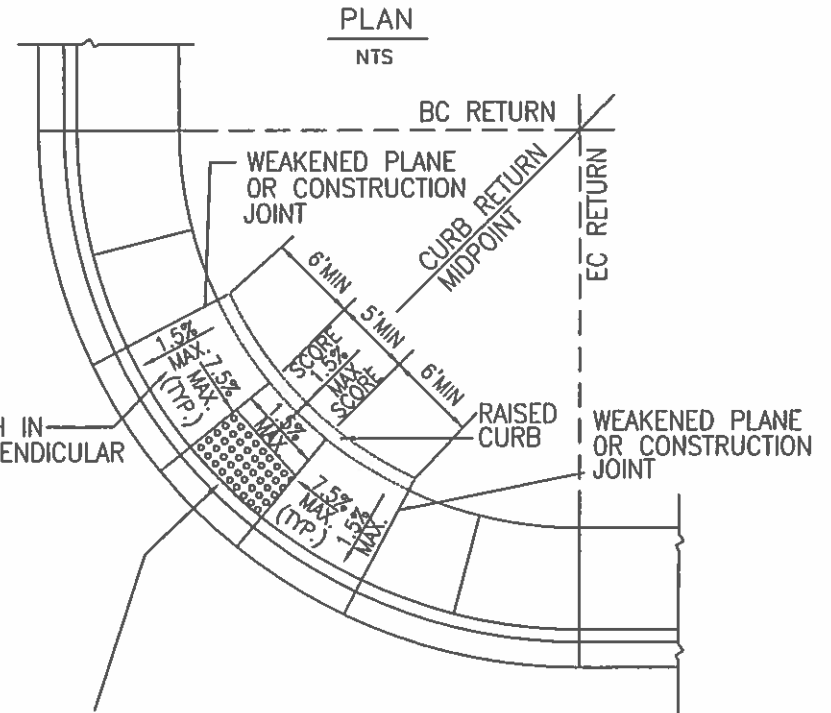 PLAN
NTS
BC RETURN
WEAKENED PLANE
OR CONSTRUCTION
JOINT
CURB RETURN
MIDPOINT
EC RETURN
6'MIN
5'MIN
6'MIN
SCORE
1.5%
MAX
SCORE
1.5%
MAX.
7.5%
MAX.
(TYP.)
1.5%
MAX
H IN
ENDICULAR
RAISED
CURB
WEAKENED PLANE
OR CONSTRUCTION
JOINT
7.5%
MAX.
(TYP.)
1.5%
MAX.